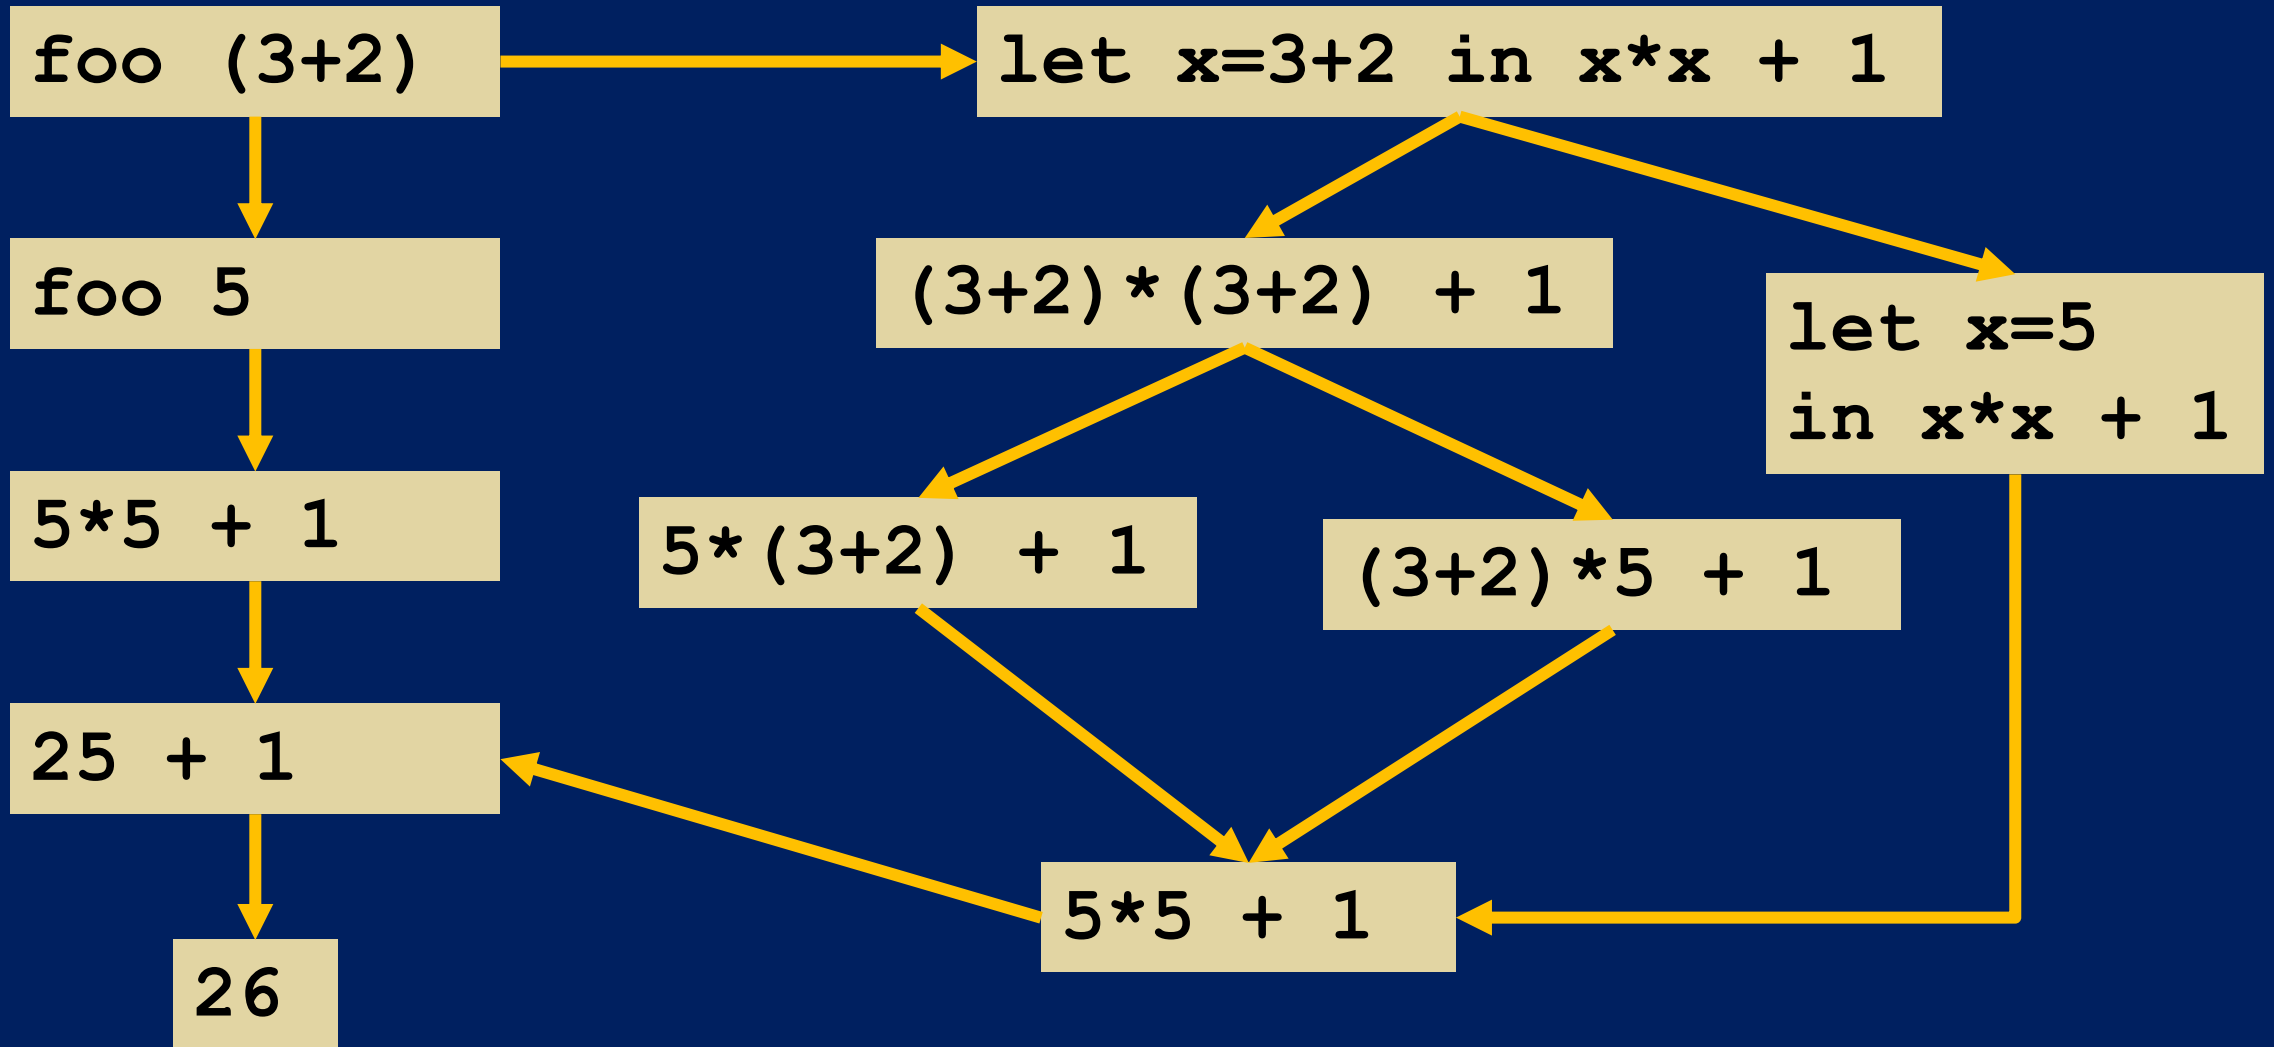 foo (3+2)
let x=3+2 in x*x + 1
foo 5
(3+2)*(3+2) + 1
let x=5
in x*x + 1
5*5 + 1
5*(3+2) + 1
(3+2)*5 + 1
25 + 1
5*5 + 1
26